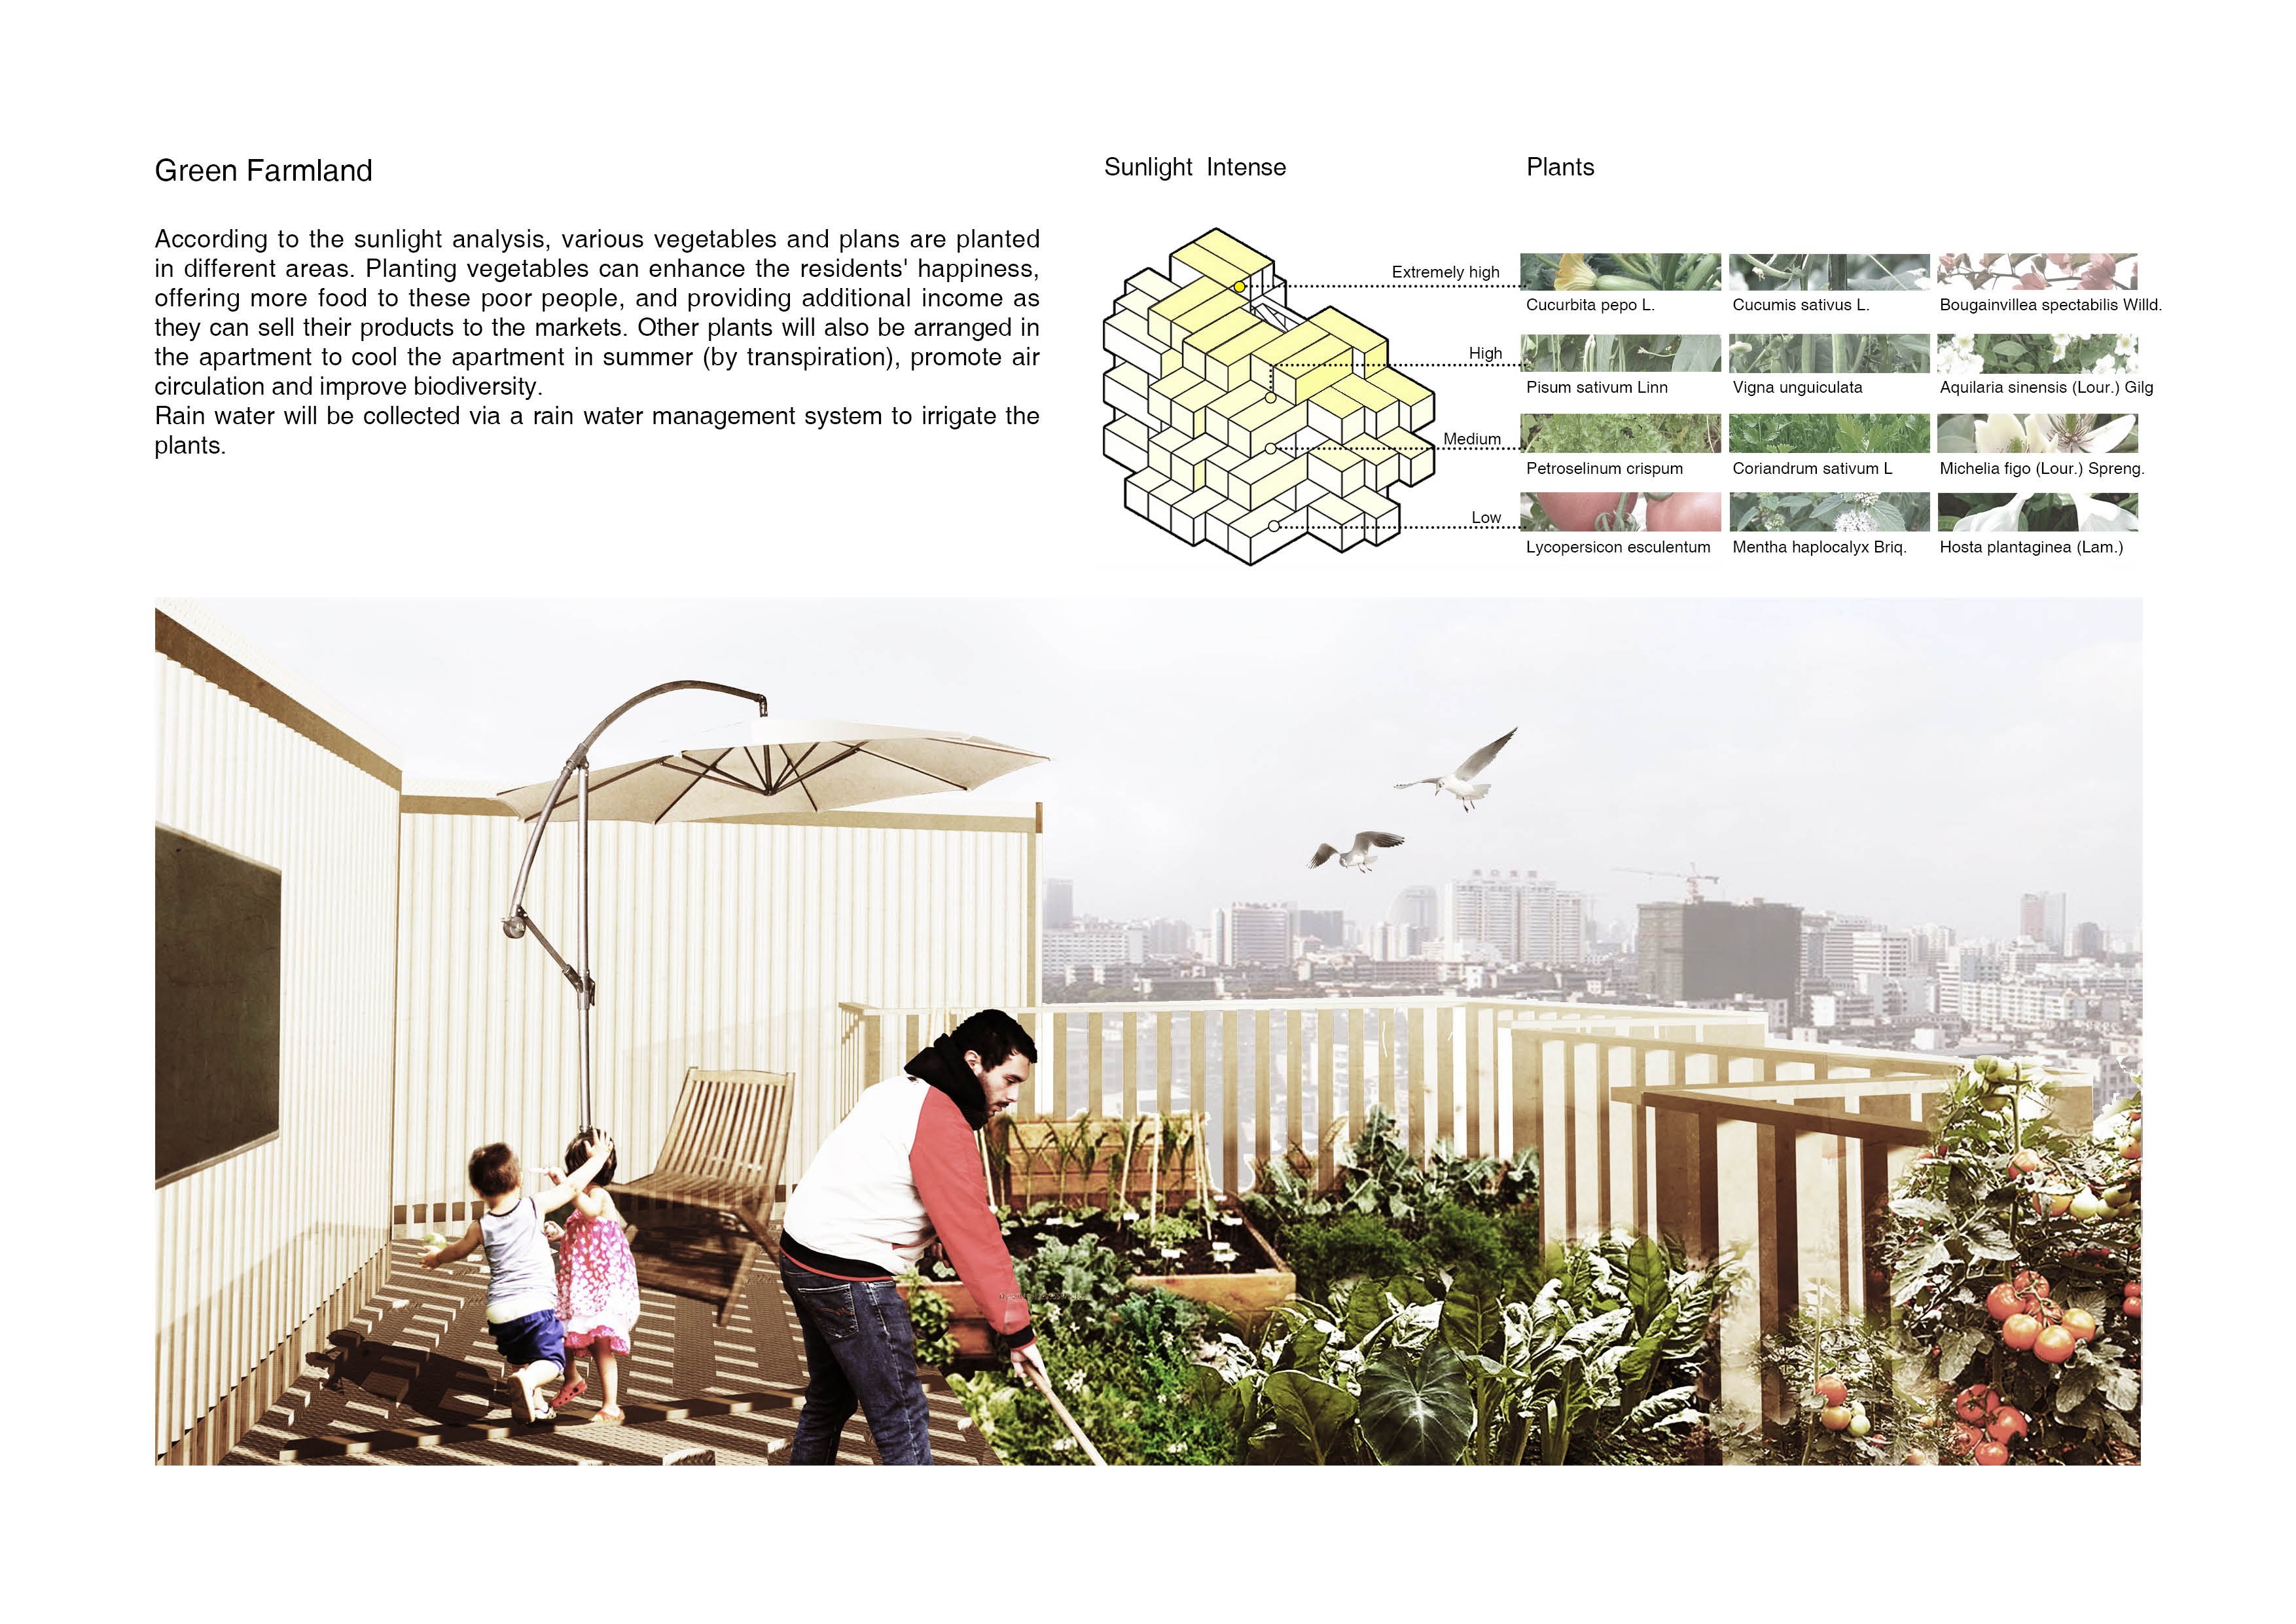 Green Farmland
According to the sunlight analysis, various vegetables and plans are planted
in different areas. Planting vegetables can enhance the residents' happiness,
offering more food to these poor people, and providing additional income as
they can sell their products to the markets. Other plants will also be arranged in
the apartment to cool the apartment in summer (by transpiration), promote air
circulation and improve biodiversity.
Rain water will be collected via a rain water management system to irrigate the
plants.
Sunlight Intense
Plants
Extremely high
Cucurbita pepo L.
Cucumis sativus L.
Bougainvillea spectabilis Willd.
High
Pisum sativum Linn
Vigna unguiculata
Aquilaria sinensis (Lour.) Gilg
Medium
Petroselinum crispum
Coriandrum sativum L
Michelia figo (Lour.) Spreng.
Low
Lycopersicon esculentum
Mentha haplocalyx Briq.
Hosta plantaginea (Lam.)